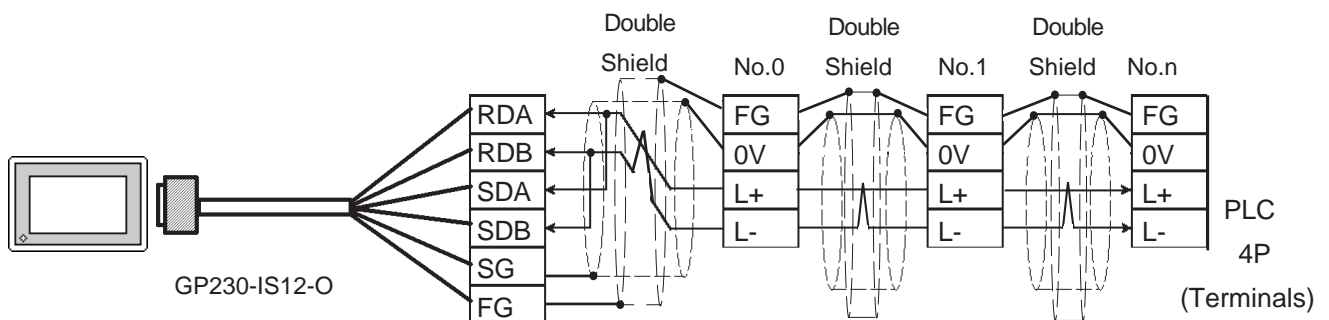 Double
Shield
Double
Shield
Double
Shield
No.0
No.1
No.n
RDA
RDB
SDA
SDB
SG
FG
FG
0V
L+
L-
FG
0V
L+
L-
FG
0V
L+
L-
PLC
4P
(Terminals)
GP230-IS12-O